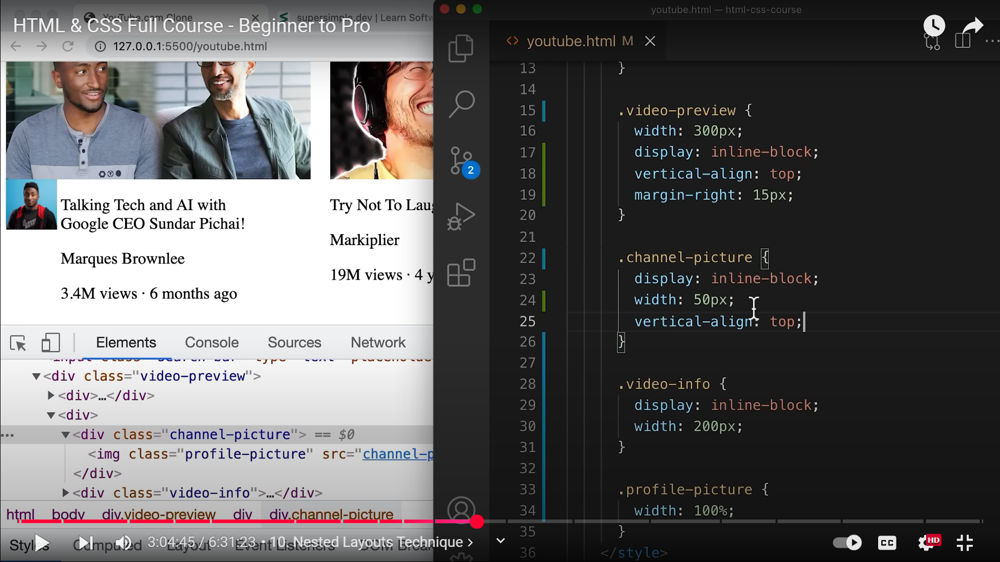 YouTube.com Clone
supersimple.dev | Learn Softw
HTML & CSS Full Course - Beginner to Pro
127.0.0.1:5500/youtube.html
Talking Tech and AI with
Google CEO Sundar Pichai!
Marques Brownlee
3.4M views · 6 months ago
Try Not To Laug
Markiplier
19M views · 4 y
Elements Console Sources Network
<input class="search-bar" type="text" placeholde
▼<div class="video-preview">
▶<div>…</div>
▼<div>
▼<div class="channel-picture"> == $0
<img class="profile-picture" src="channel-p
</div>
▶<div class="video-info">…</div>
html body div.video-preview div div.channel-picture
Styles Computed Layout Event Listeners DOM Break
youtube.html — html-css-course
youtube.html M
2
13 }
14
15 .video-preview {
16 width: 300px;
17 display: inline-block;
18 vertical-align: top;
19 margin-right: 15px;
20 }
21
22 .channel-picture {
23 display: inline-block;
24 width: 50px;
25 vertical-align: top;
26 }
27
28 .video-info {
29 display: inline-block;
30 width: 200px;
31 }
32
33 .profile-picture {
34 width: 100%;
35 }
36 </style>
3:04:45 / 6:31:23 • 10. Nested Layouts Technique
CC
HD